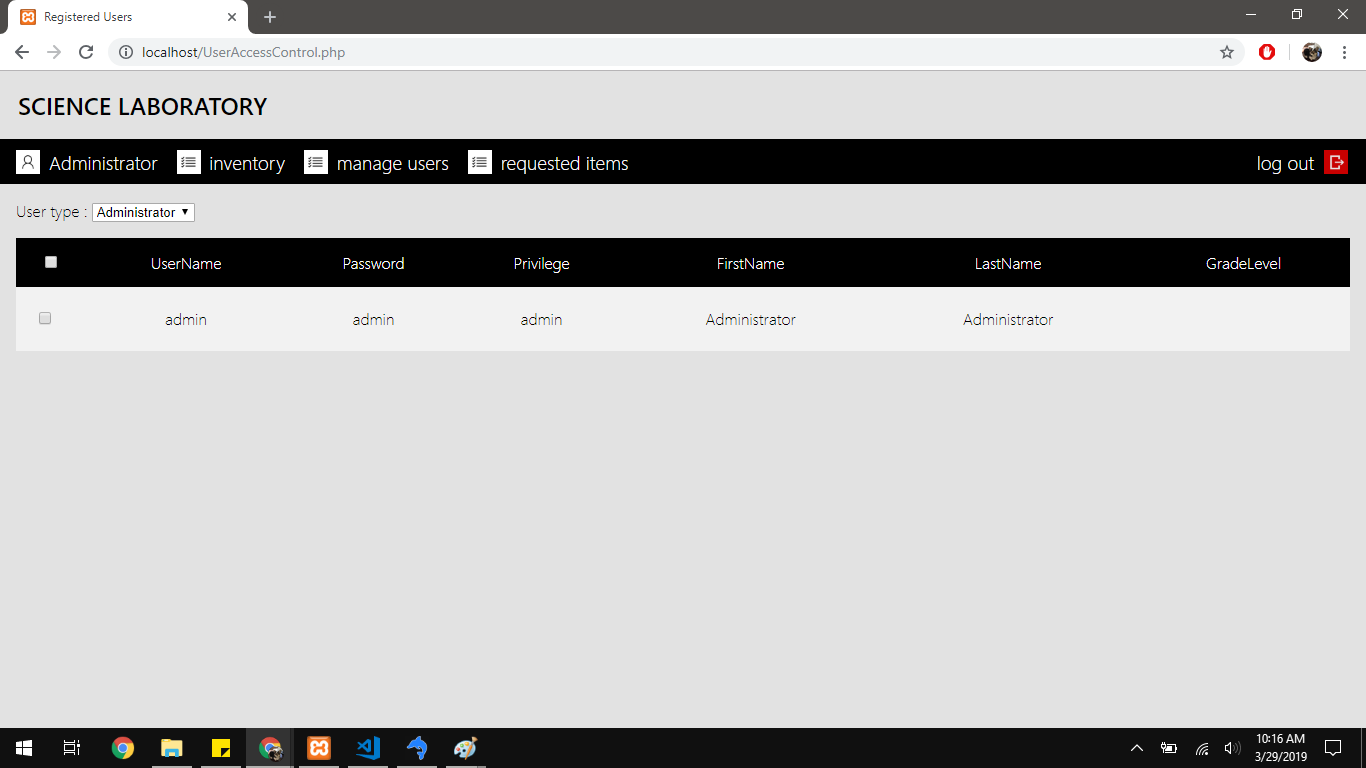 Registered Users
localhost/UserAccessControl.php
SCIENCE LABORATORY
Administrator inventory manage users requested items log out
User type : Administrator
UserName Password Privilege FirstName LastName GradeLevel
admin admin admin Administrator Administrator
10:16 AM
3/29/2019